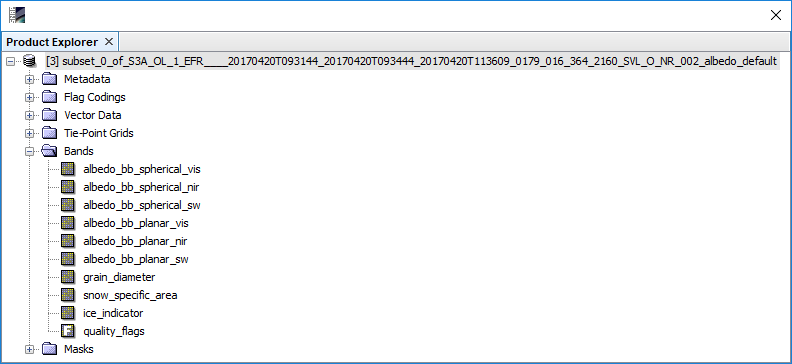 Product Explorer
[3] subset_0_of_S3A_OL_1_EFR____20170420T093144_20170420T093444_20170420T113609_0179_016_364_2160_SVL_O_NR_002_albedo_default
Metadata
Flag Codings
Vector Data
Tie-Point Grids
Bands
albedo_bb_spherical_vis
albedo_bb_spherical_nir
albedo_bb_spherical_sw
albedo_bb_planar_vis
albedo_bb_planar_nir
albedo_bb_planar_sw
grain_diameter
snow_specific_area
ice_indicator
F quality_flags
Masks